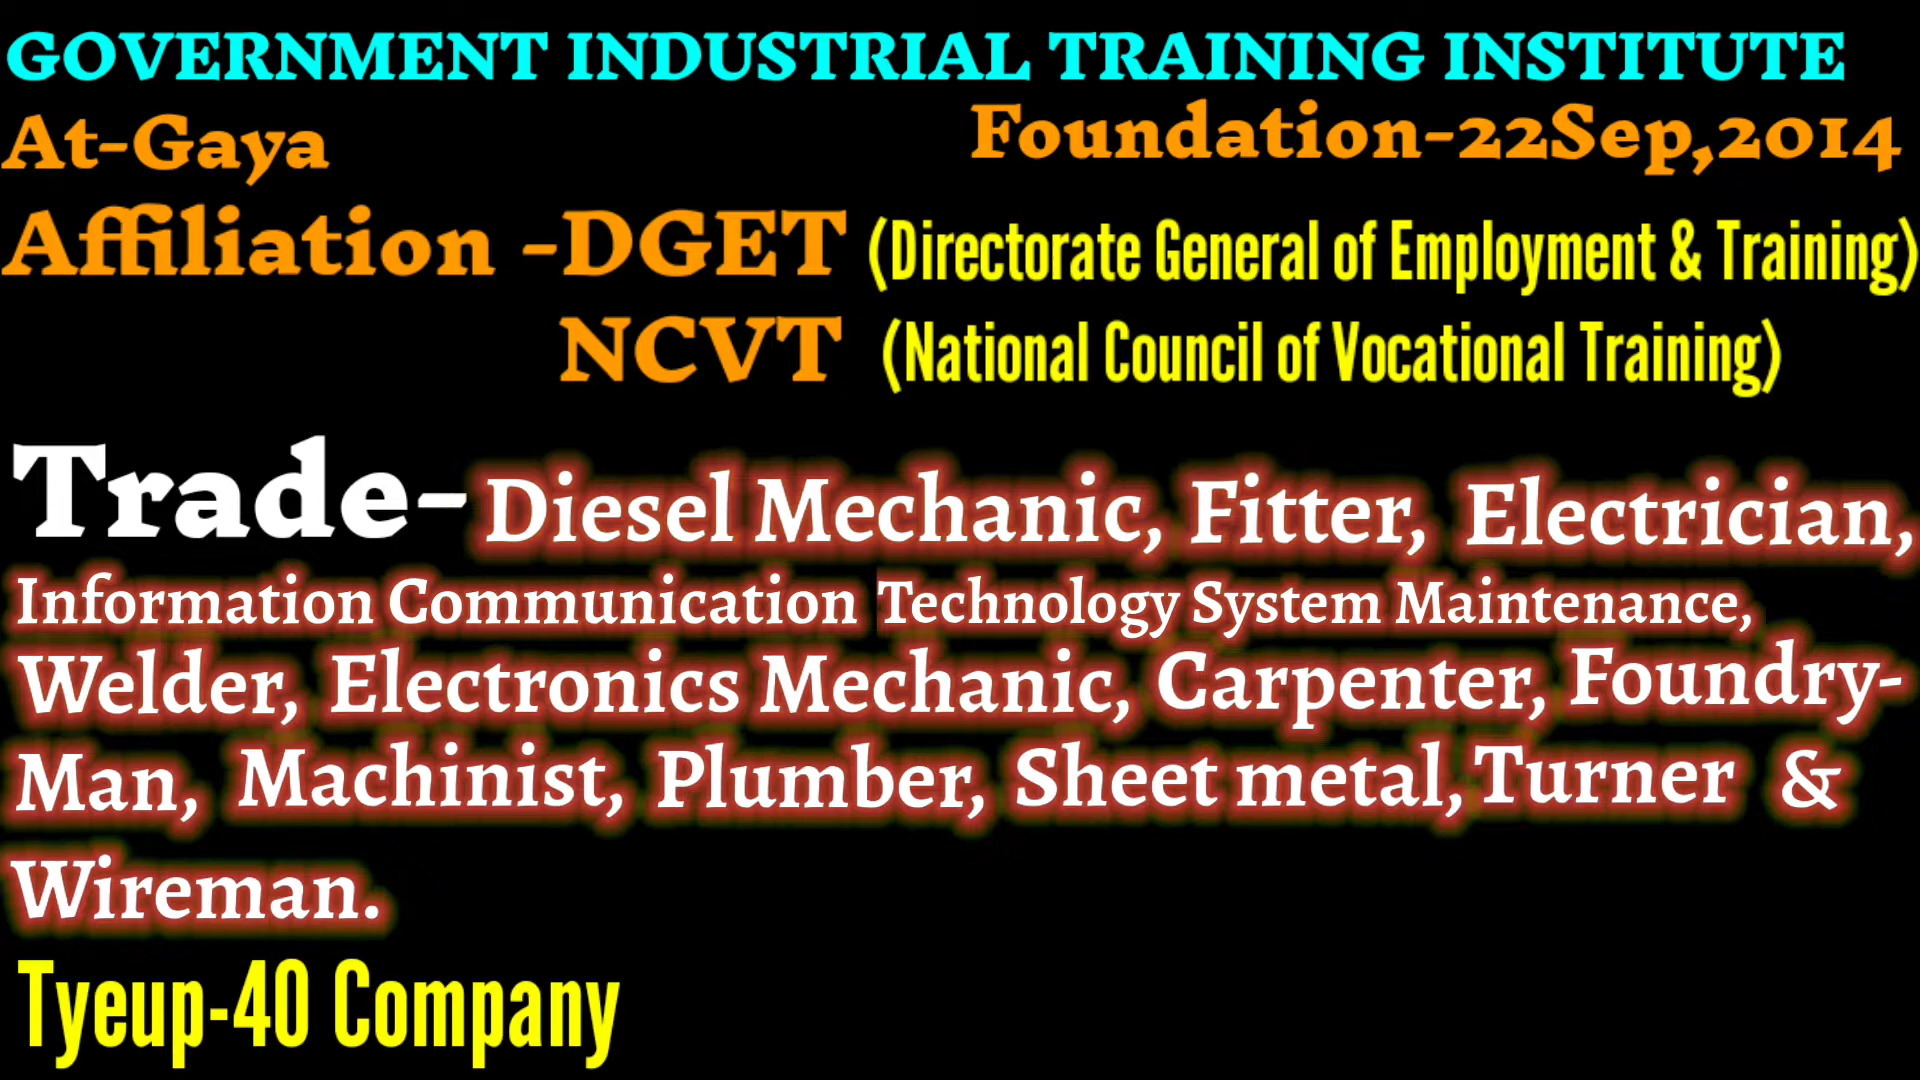 GOVERNMENT INDUSTRIAL TRAINING INSTITUTE
At-Gaya Foundation-22Sep,2014
Affiliation -DGET (Directorate General of Employment & Training)
NCVT (National Council of Vocational Training)
Trade- Diesel Mechanic, Fitter, Electrician,
Information Communication Technology System Maintenance,
Welder, Electronics Mechanic, Carpenter, Foundry-
Man, Machinist, Plumber, Sheet metal, Turner &
Wireman.
Tyeup-40 Company